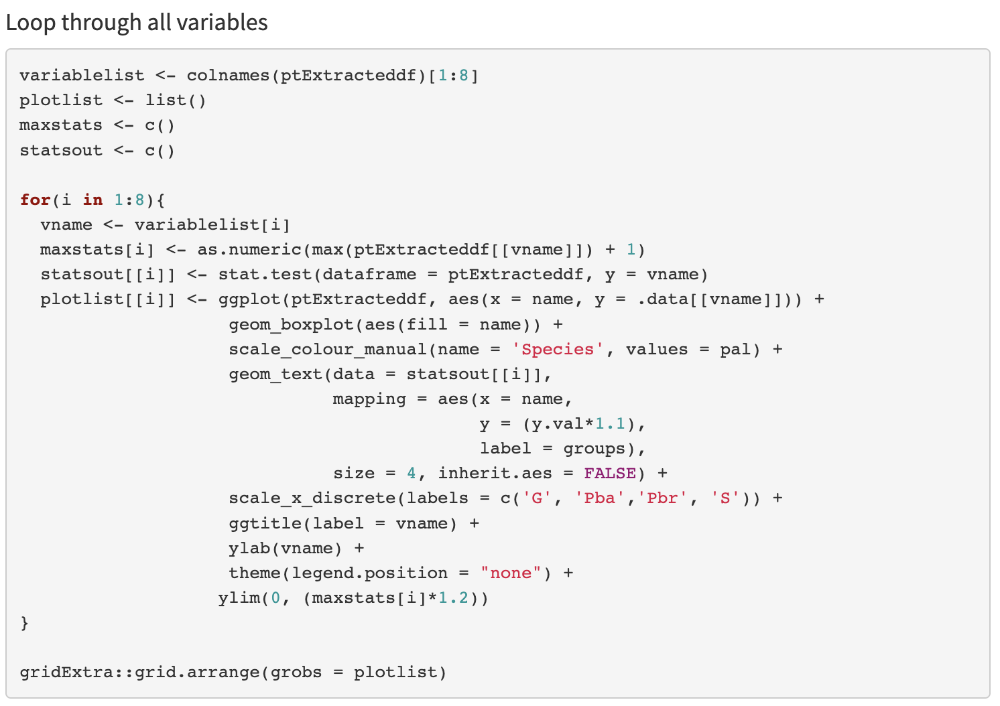 Loop through all variables
variablelist <- colnames(ptExtracteddf)[1:8]
plotlist <- list()
maxstats <- c()
statsout <- c()

for(i in 1:8){
  vname <- variablelist[i]
  maxstats[i] <- as.numeric(max(ptExtracteddf[[vname]]) + 1)
  statsout[[i]] <- stat.test(dataframe = ptExtracteddf, y = vname)
  plotlist[[i]] <- ggplot(ptExtracteddf, aes(x = name, y = .data[[vname]])) +
                    geom_boxplot(aes(fill = name)) +
                    scale_colour_manual(name = 'Species', values = pal) +
                    geom_text(data = statsout[[i]],
                              mapping = aes(x = name,
                                            y = (y.val*1.1),
                                            label = groups),
                              size = 4, inherit.aes = FALSE) +
                    scale_x_discrete(labels = c('G', 'Pba','Pbr', 'S')) +
                    ggtitle(label = vname) +
                    ylab(vname) +
                    theme(legend.position = "none") +
                   ylim(0, (maxstats[i]*1.2))
}

gridExtra::grid.arrange(grobs = plotlist)